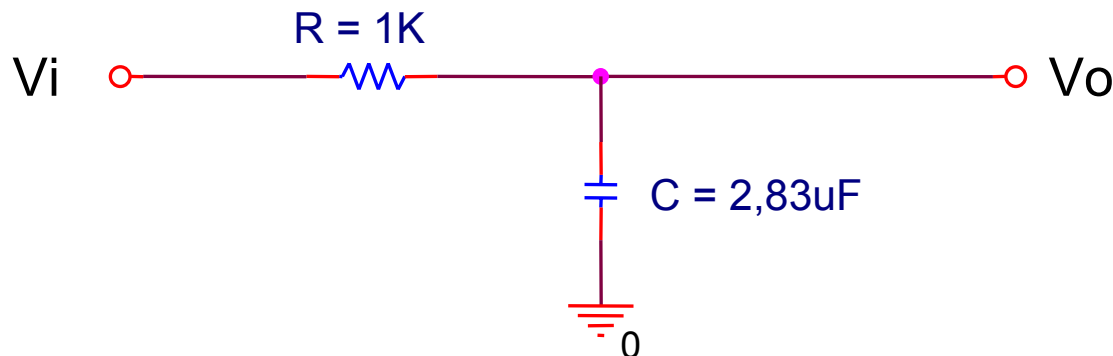 R = 1K
Vi
Vo
C = 2,83uF
0